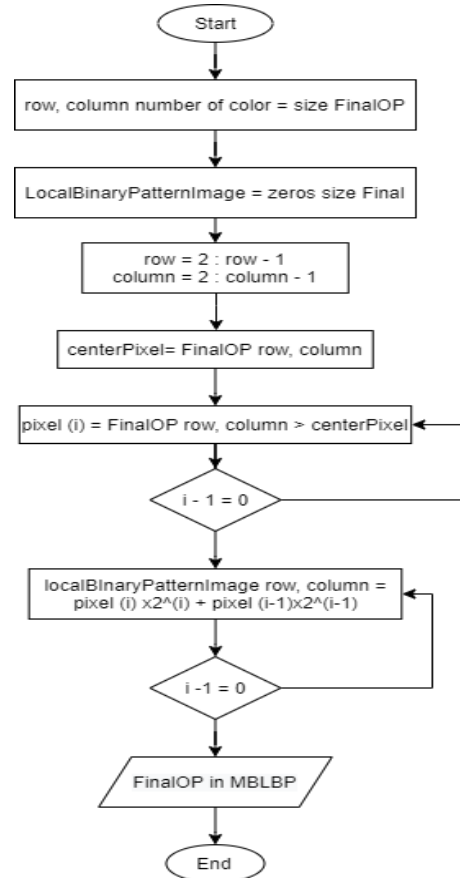 Start
row, column number of color = size FinalOP
LocalBinaryPatternImage = zeros size Final
row = 2 : row - 1
column = 2 : column - 1
centerPixel= FinalOP row, column
pixel (i) = FinalOP row, column > centerPixel
i - 1 = 0
localBInaryPatternImage row, column =
pixel (i) x2^(i) + pixel (i-1)x2^(i-1)
i -1 = 0
FinalOP in MBLBP
End